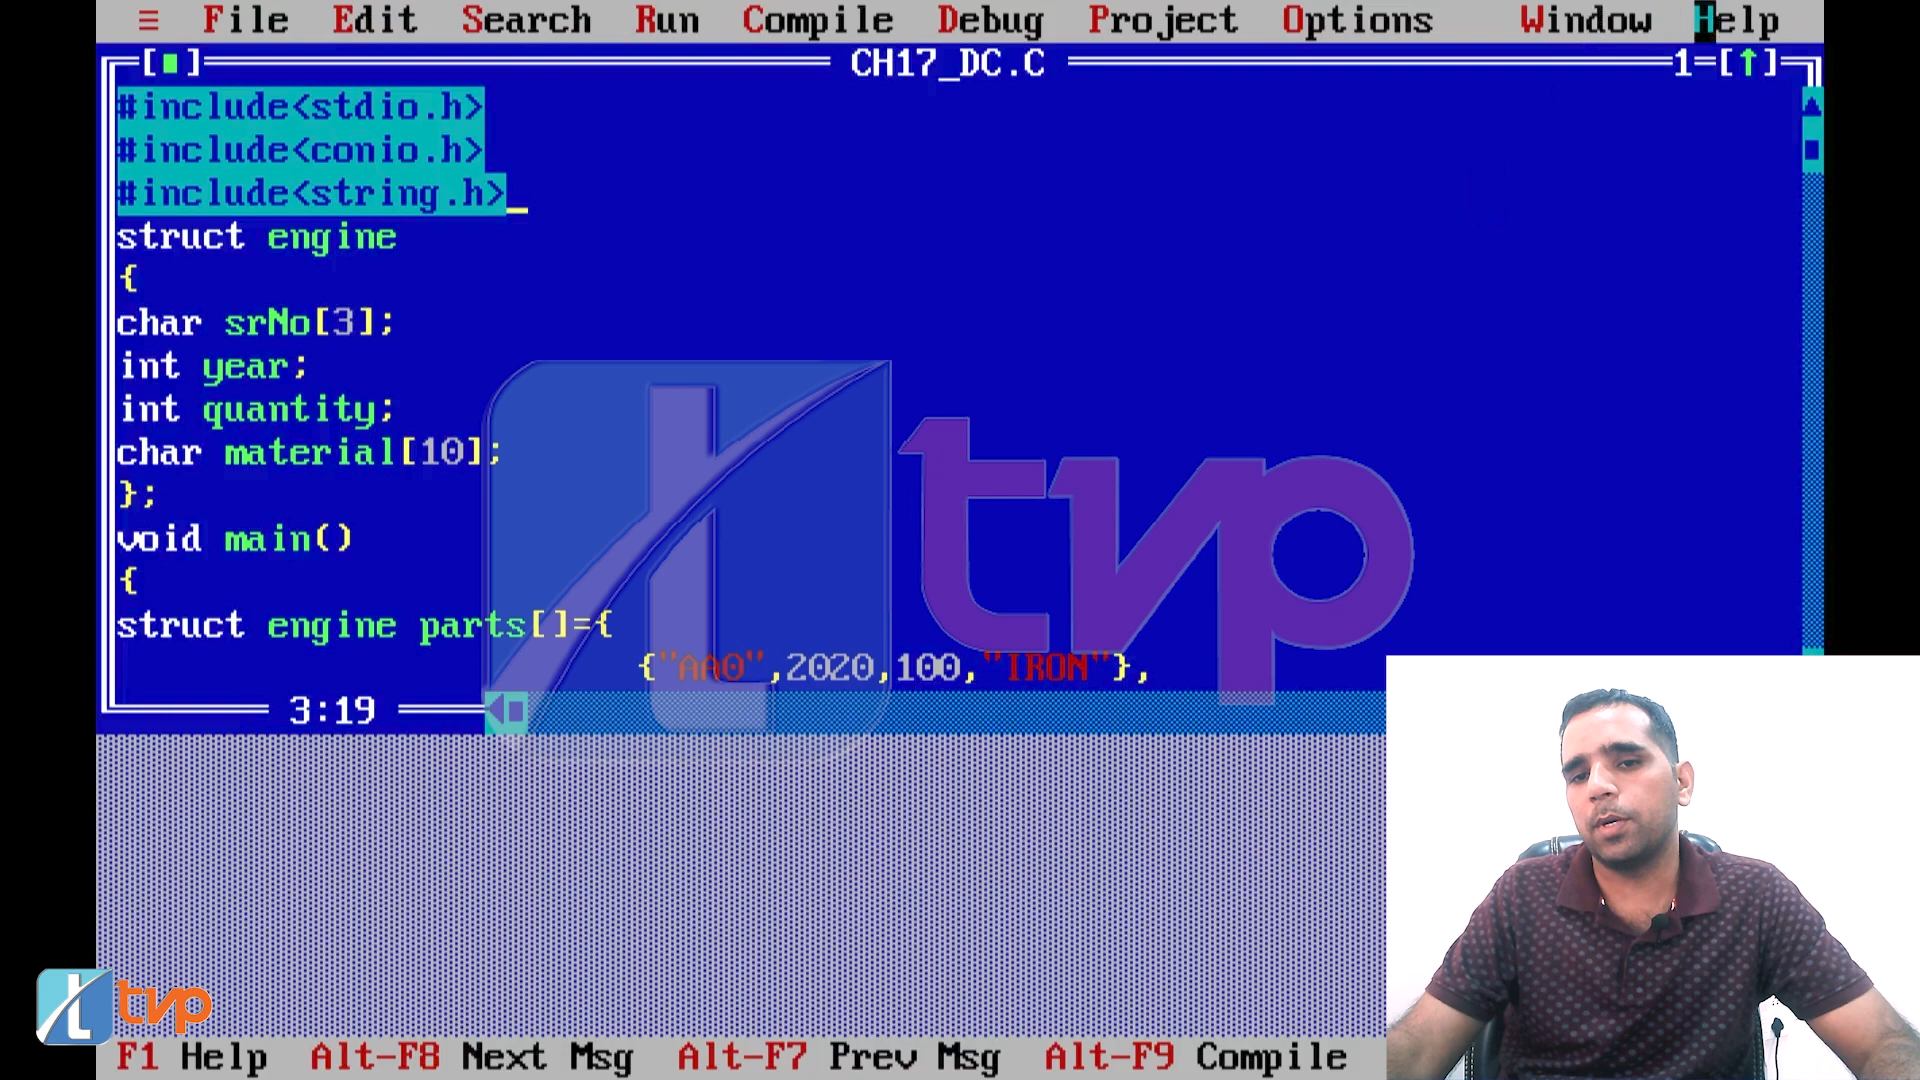 ≡ File Edit Search Run Compile Debug Project Options Window Help
[■] CH17_DC.C 1=[↑]
#include<stdio.h>
#include<conio.h>
#include<string.h>
struct engine
{
char srNo[3];
int year;
int quantity;
char material[10];
};
void main()
{
struct engine parts[]={
{"AA0",2020,100,"IRON"},
3:19
tvp
tvp
F1 Help Alt-F8 Next Msg Alt-F7 Prev Msg Alt-F9 Compile